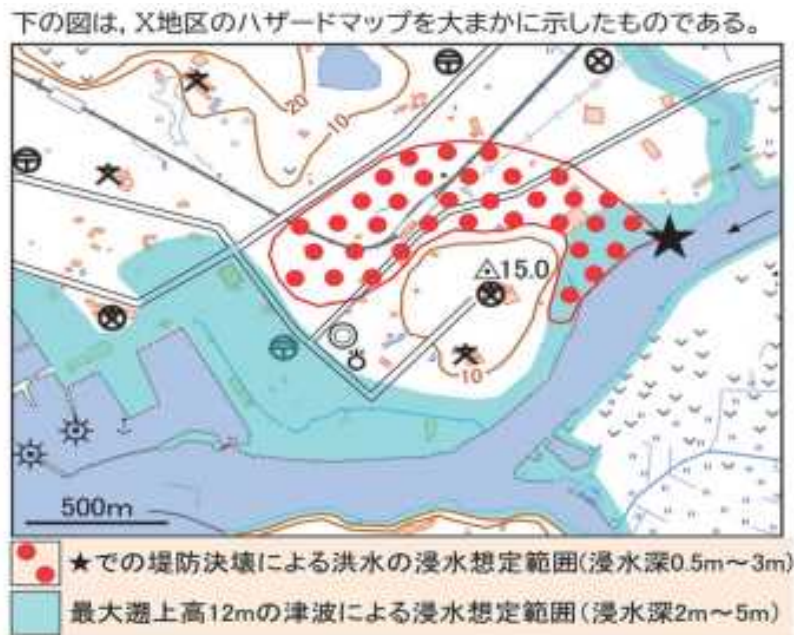 下の図は，X地区のハザードマップを大まかに示したものである。
20
10
15.0
10
500m
★での堤防決壊による洪水の浸水想定範囲(浸水深0.5m～3m)
最大遡上高12mの津波による浸水想定範囲(浸水深2m～5m)